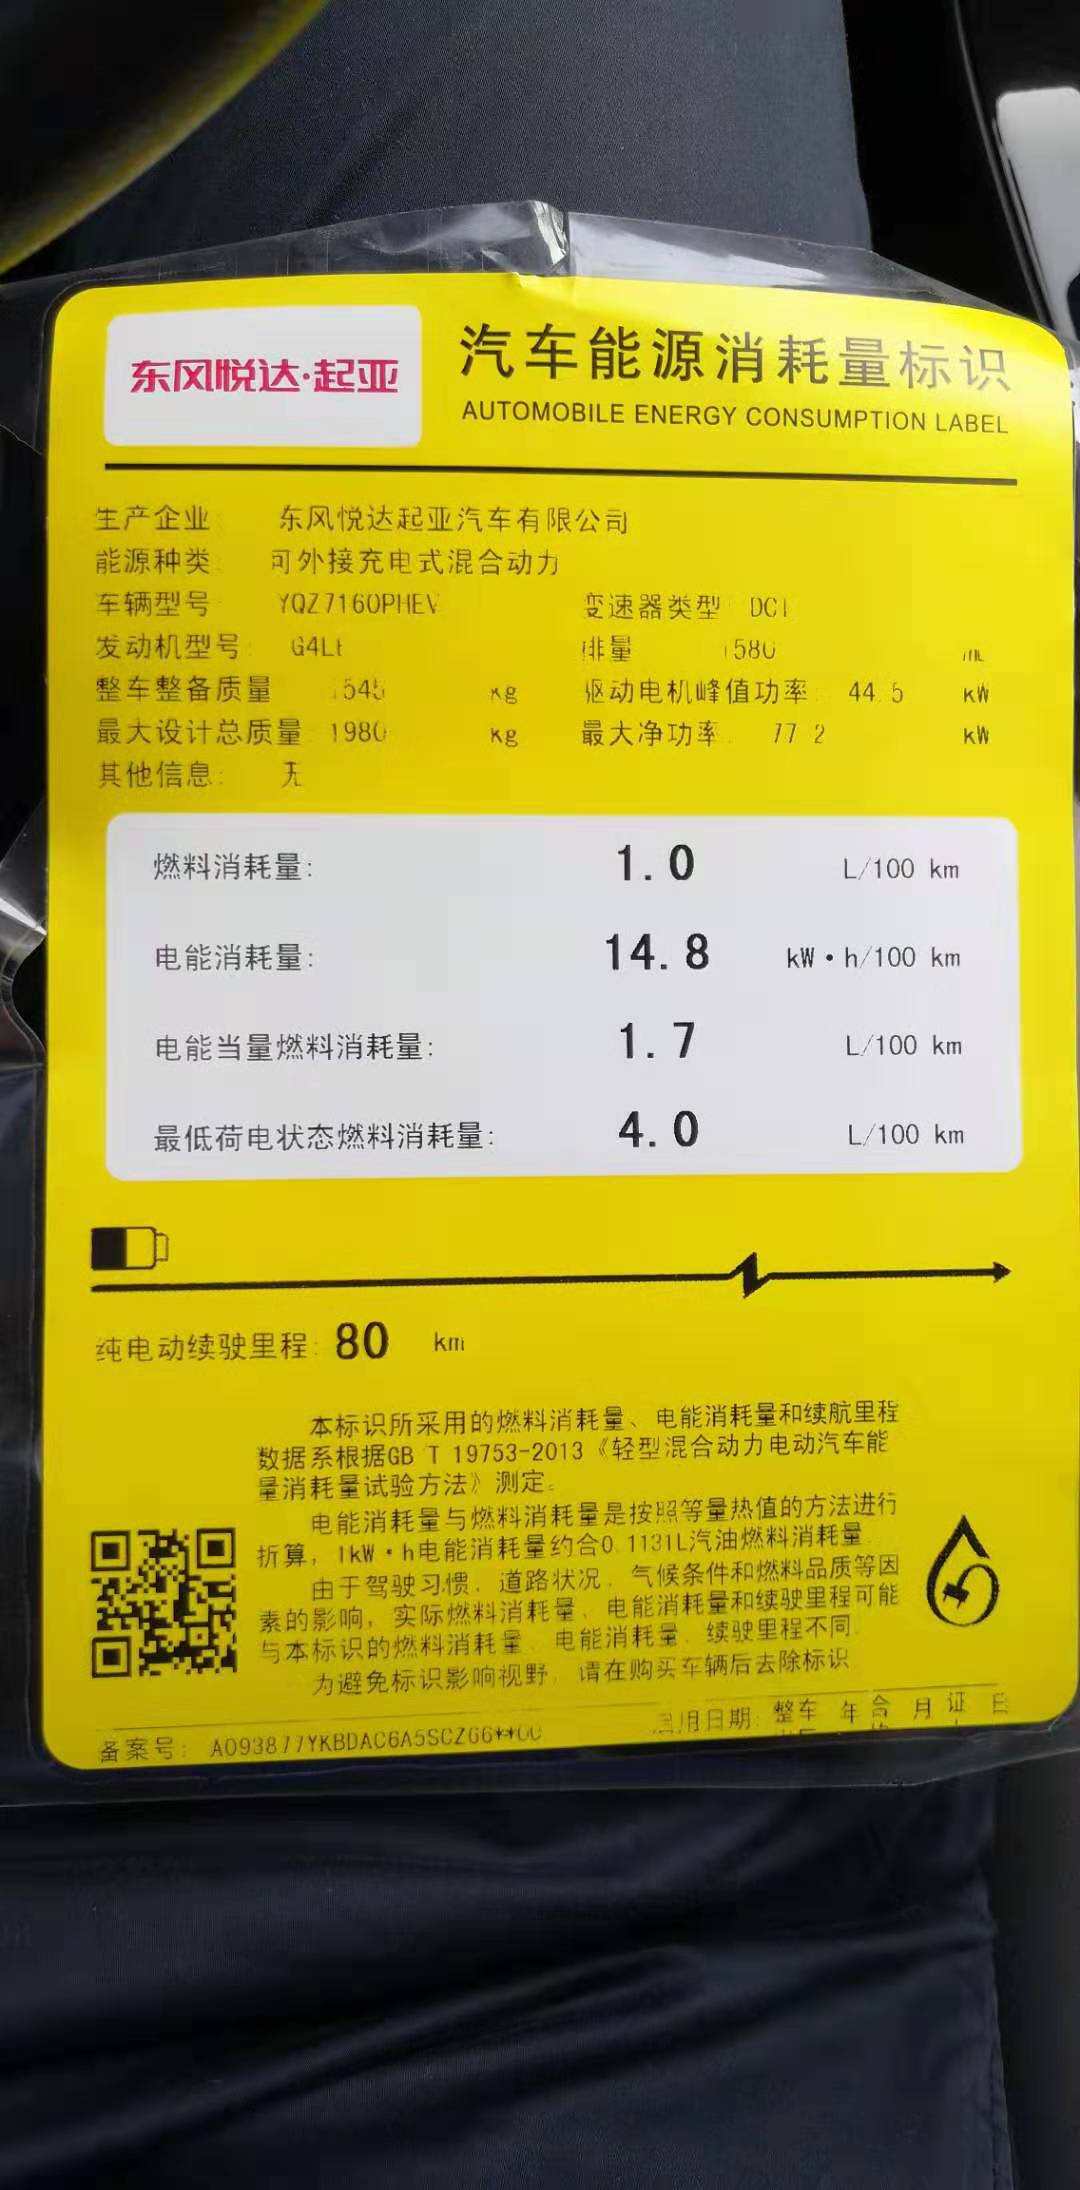 东风悦达·起亚
汽车能源消耗量标识
AUTOMOBILE ENERGY CONSUMPTION LABEL
生产企业: 东风悦达起亚汽车有限公司
能源种类: 可外接充电式混合动力
车辆型号: YQZ7160PHEV 变速器类型:
发动机型号: 排量 1580 mL
整车整备质量 1545 kg 驱动电机峰值功率: 44.5 kW
最大设计总质量: 1980 kg 最大净功率: 77.2 kW
其他信息: 无
燃料消耗量: 1.0 L/100 km
电能消耗量: 14.8 kW·h/100 km
电能当量燃料消耗量: 1.7 L/100 km
最低荷电状态燃料消耗量: 4.0 L/100 km
纯电动续驶里程: 80 km
本标识所采用的燃料消耗量、电能消耗量和续航里程
数据系根据GB/T 19753-2013《轻型混合动力电动汽车能
量消耗量试验方法》测定。
电能消耗量与燃料消耗量是按照等量热值的方法进行
折算，1kW·h电能消耗量约合0.1131L汽油燃料消耗量
由于驾驶习惯、道路状况、气候条件和燃料品质等因
素的影响，实际燃料消耗量、电能消耗量和续驶里程可能
与本标识的燃料消耗量、电能消耗量、续驶里程不同。
为避免标识影响视野，请在购买车辆后去除标识
备案号: 启用日期: 整车 年 合 月 证 日